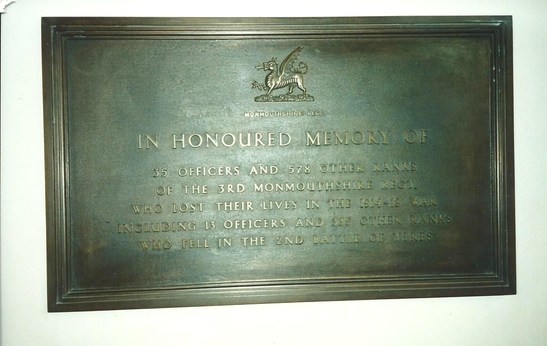 MONMOUTHSHIRE REGT.
IN HONOURED MEMORY OF
35 OFFICERS AND 578 OTHER RANKS
OF THE 3RD MONMOUTHSHIRE REGT,
WHO LOST THEIR LIVES IN THE 1914-18 WAR
INCLUDING 13 OFFICERS AND OTHER RANKS
WHO FELL IN THE 2ND BATTLE OF YPRES